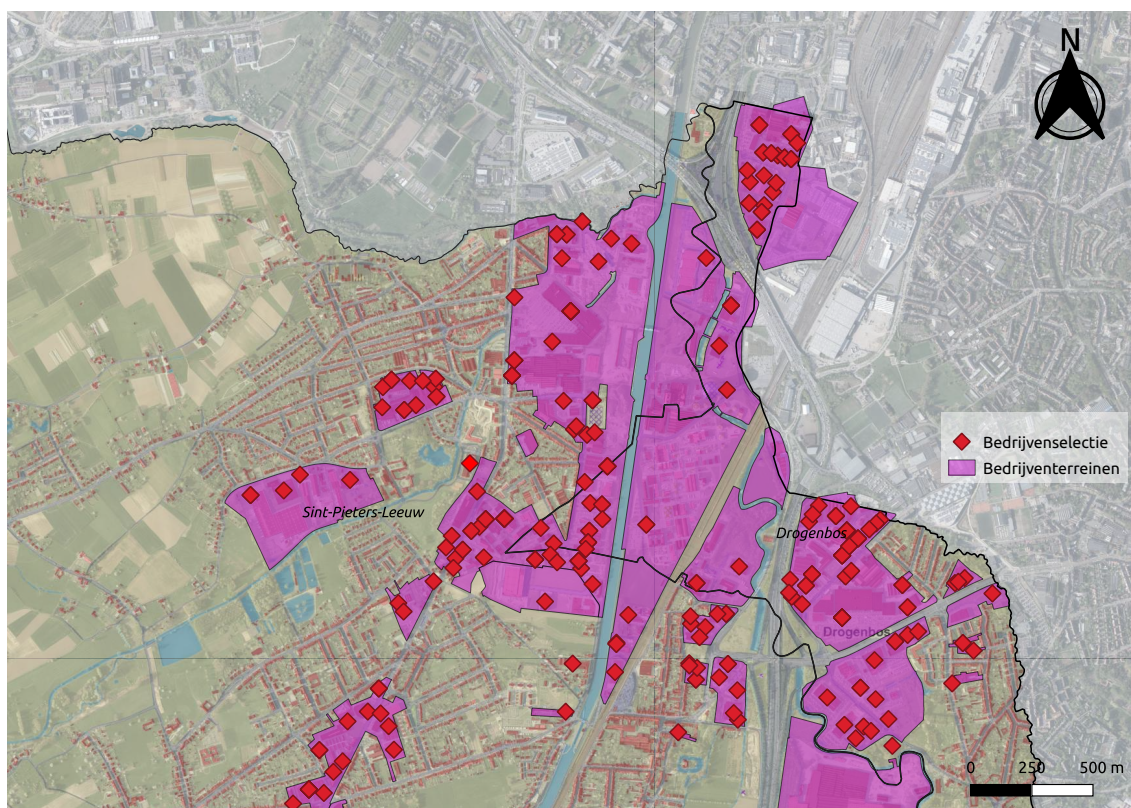 N
Bedrijvenselectie
Bedrijventerreinen
Sint-Pieters-Leeuw
Drogenbos
Drogenbos
0 250 500 m